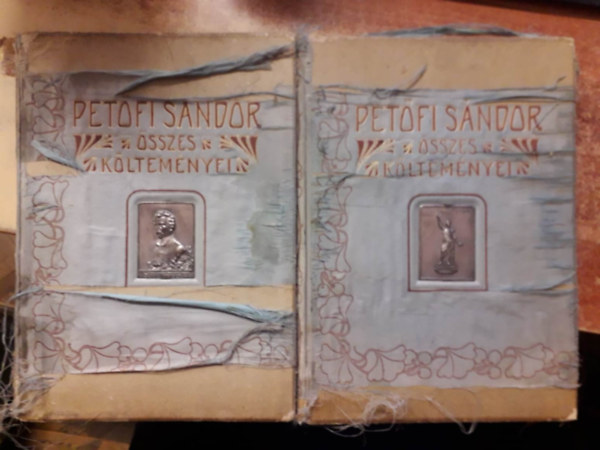 PETŐFI SÁNDOR
ÖSSZES
KÖLTEMÉNYEI
PETŐFI SÁNDOR
ÖSSZES
KÖLTEMÉNYEI